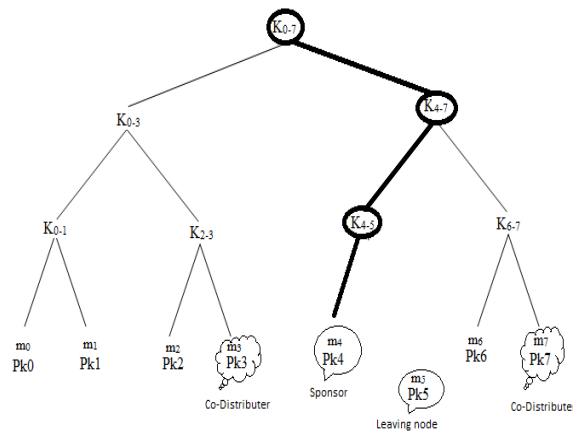 K0-7
K4-7
K0-3
K0-1
K2-3
K4-5
K6-7
m0
Pk0
m1
Pk1
m2
Pk2
m3
Pk3
m4
Pk4
m5
Pk5
m6
Pk6
m7
Pk7
Co-Distributer
Sponsor
Leaving node
Co-Distribute